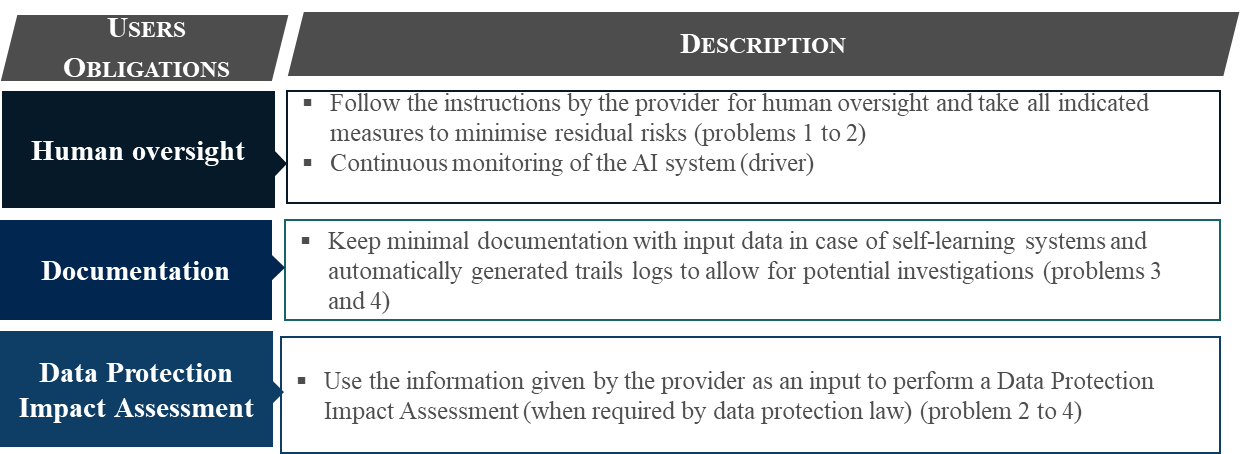 USERS
OBLIGATIONS
DESCRIPTION
Human oversight
▪ Follow the instructions by the provider for human oversight and take all indicated
measures to minimise residual risks (problems 1 to 2)
▪ Continuous monitoring of the AI system (driver)
Documentation
▪ Keep minimal documentation with input data in case of self-learning systems and
automatically generated trails logs to allow for potential investigations (problems 3
and 4)
Data Protection
Impact Assessment
▪ Use the information given by the provider as an input to perform a Data Protection
Impact Assessment (when required by data protection law) (problem 2 to 4)